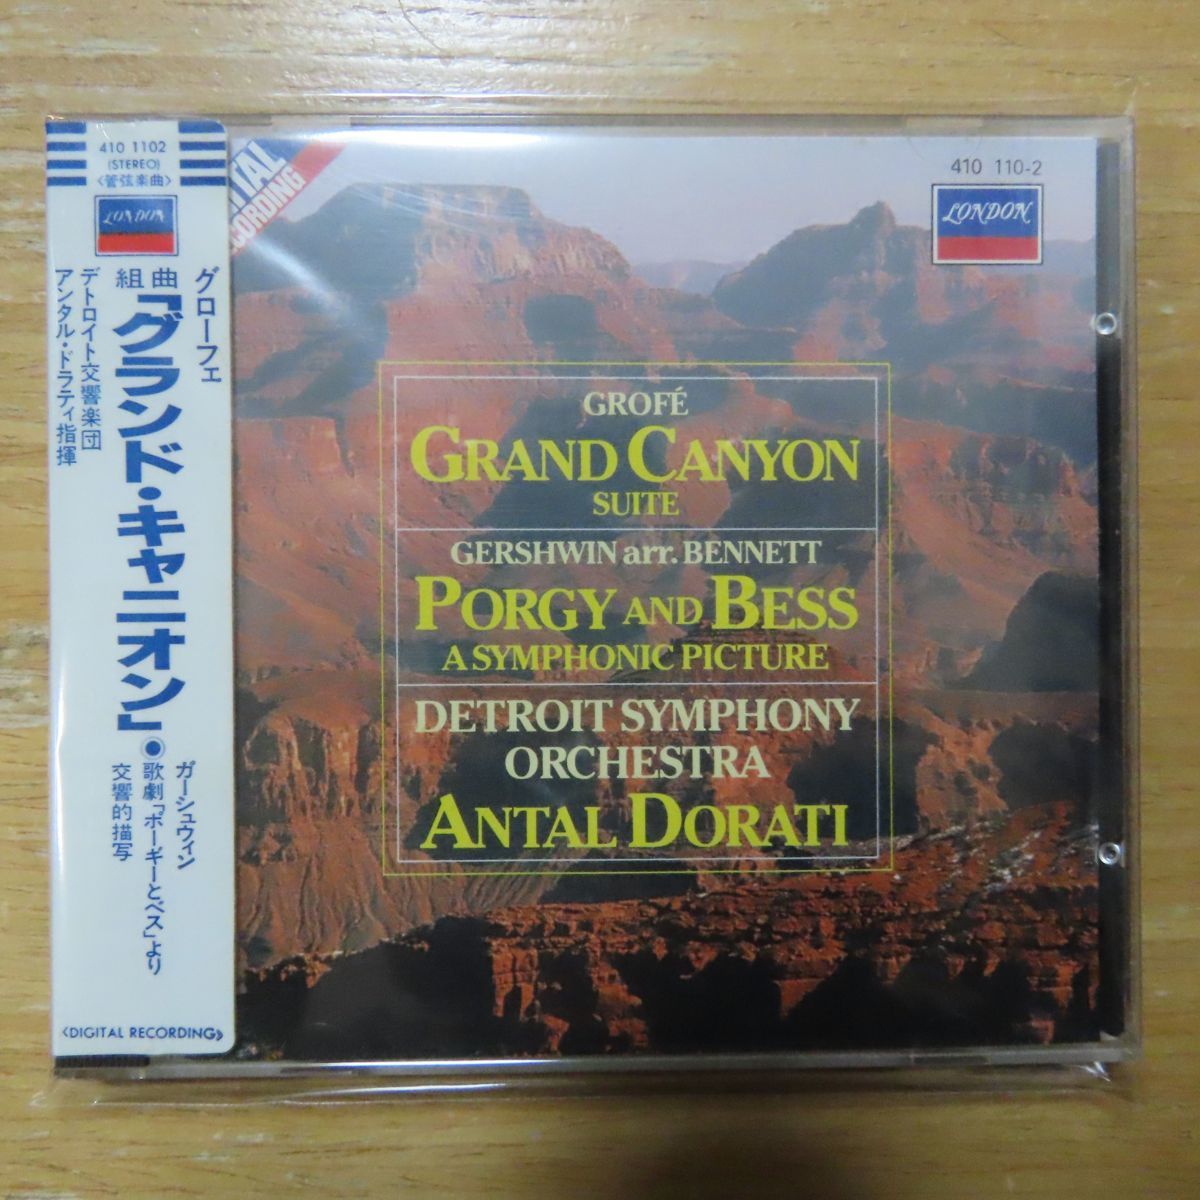 410 1102
(STEREO)
〈管弦楽曲〉
LONDON
グローフェ
組曲
「グランド・キャニオン」●
ガーシュウィン
歌劇「ポーギーとベス」より
交響的描写
デトロイト交響楽団
アンタル・ドラティ指揮
《DIGITAL RECORDING》
410 110-2
LONDON
GROFÉ
GRAND CANYON
SUITE
GERSHWIN arr. BENNETT
PORGY AND BESS
A SYMPHONIC PICTURE
DETROIT SYMPHONY
ORCHESTRA
ANTAL DORATI